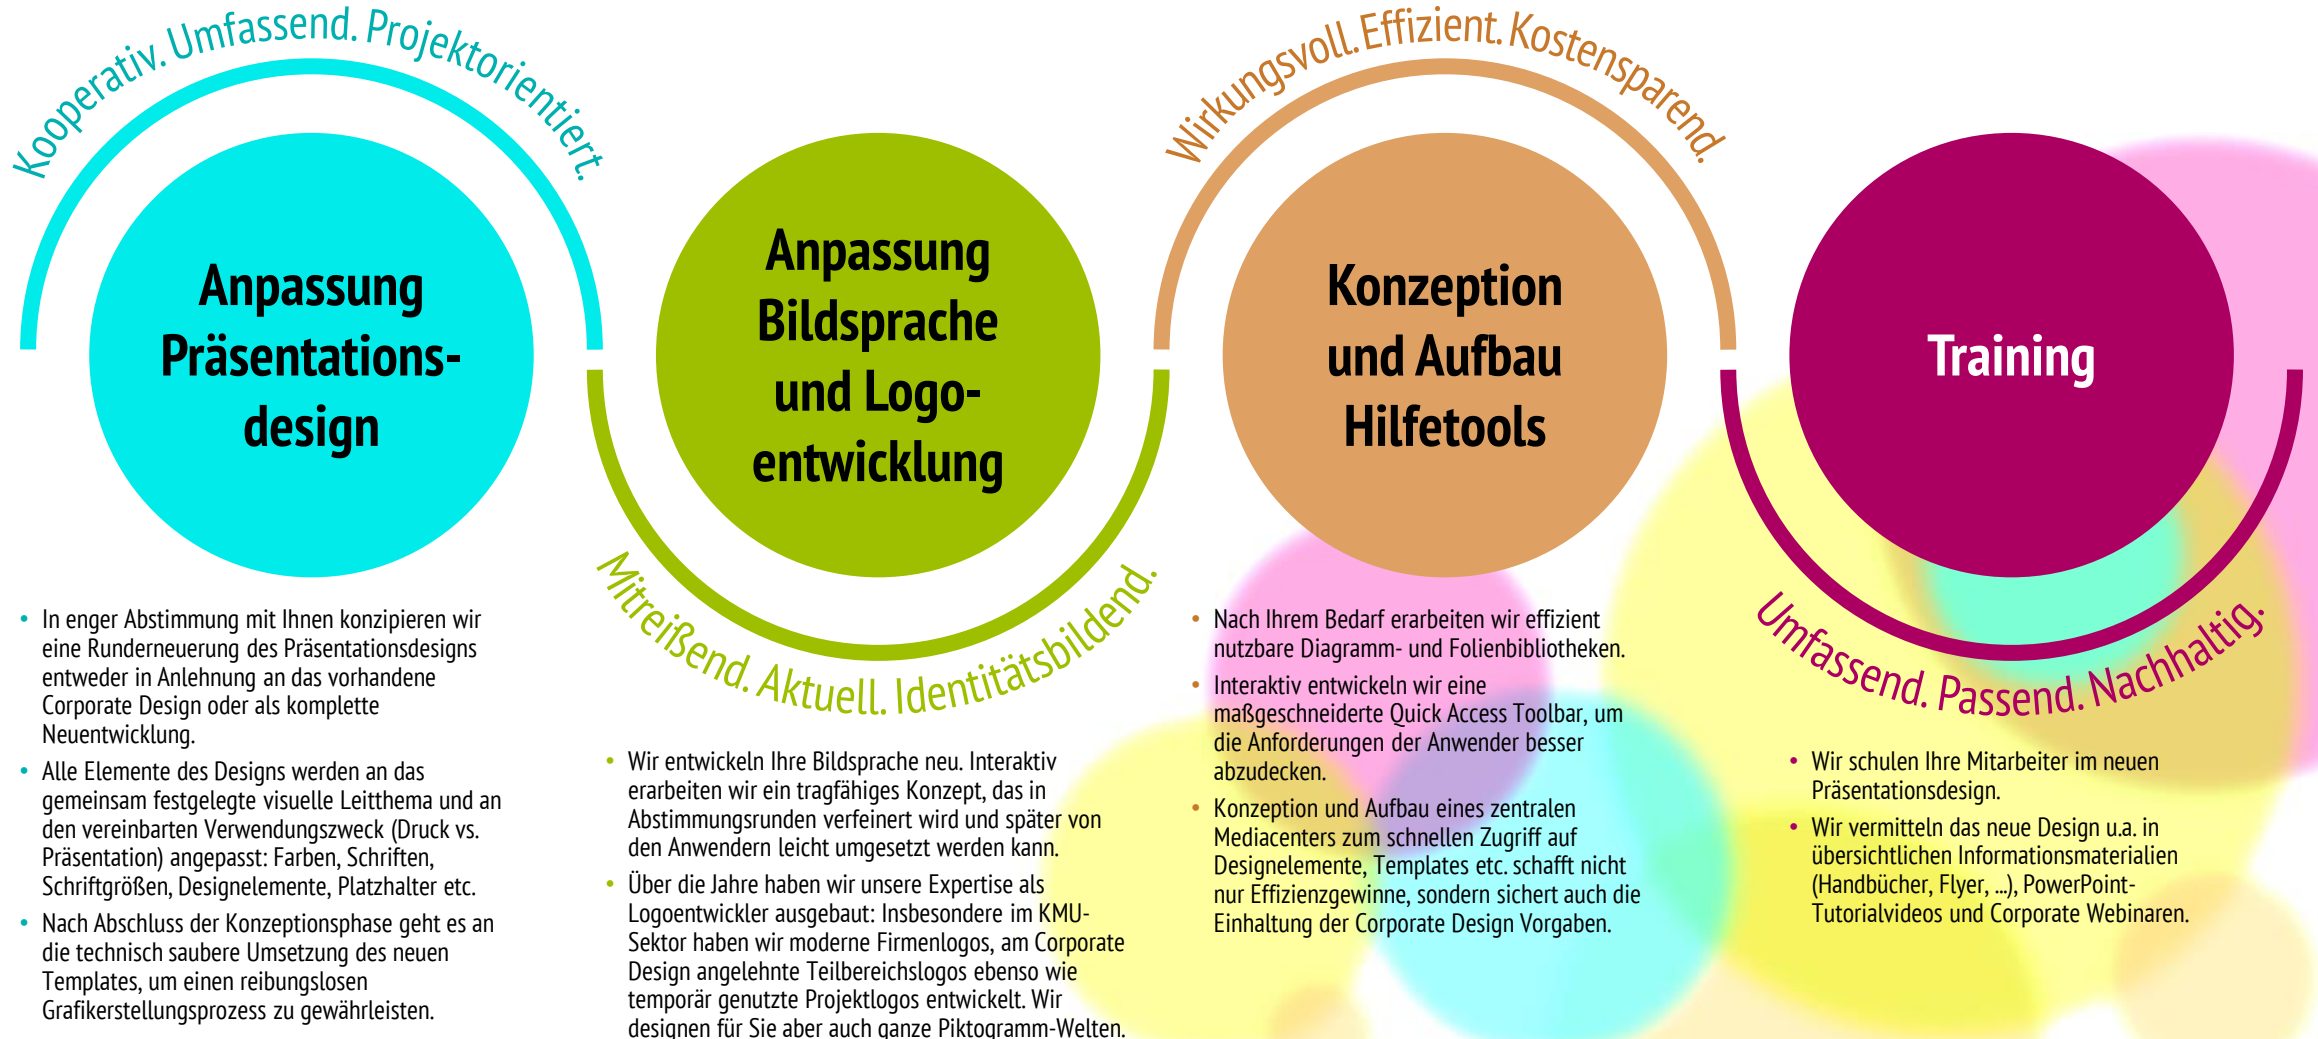 Kooperativ. Umfassend. Projektorientiert.
Anpassung
Präsentations-
design
• In enger Abstimmung mit Ihnen konzipieren wir
eine Runderneuerung des Präsentationsdesigns
entweder in Anlehnung an das vorhandene
Corporate Design oder als komplette
Neuentwicklung.
• Alle Elemente des Designs werden an das
gemeinsam festgelegte visuelle Leitthema und an
den vereinbarten Verwendungszweck (Druck vs.
Präsentation) angepasst: Farben, Schriften,
Schriftgrößen, Designelemente, Platzhalter etc.
• Nach Abschluss der Konzeptionsphase geht es an
die technisch saubere Umsetzung des neuen
Templates, um einen reibungslosen
Grafikerstellungsprozess zu gewährleisten.
Anpassung
Bildsprache
und Logo-
entwicklung
Mitreißend. Aktuell. Identitätsbildend.
• Wir entwickeln Ihre Bildsprache neu. Interaktiv
erarbeiten wir ein tragfähiges Konzept, das in
Abstimmungsrunden verfeinert wird und später von
den Anwendern leicht umgesetzt werden kann.
• Über die Jahre haben wir unsere Expertise als
Logoentwickler ausgebaut: Insbesondere im KMU-
Sektor haben wir moderne Firmenlogos, am Corporate
Design angelehnte Teilbereichslogos ebenso wie
temporär genutzte Projektlogos entwickelt. Wir
designen für Sie aber auch ganze Piktogramm-Welten.
Wirkungsvoll. Effizient. Kostensparend.
Konzeption
und Aufbau
Hilfetools
• Nach Ihrem Bedarf erarbeiten wir effizient
nutzbare Diagramm- und Folienbibliotheken.
• Interaktiv entwickeln wir eine
maßgeschneiderte Quick Access Toolbar, um
die Anforderungen der Anwender besser
abzudecken.
• Konzeption und Aufbau eines zentralen
Mediacenters zum schnellen Zugriff auf
Designelemente, Templates etc. schafft nicht
nur Effizienzgewinne, sondern sichert auch die
Einhaltung der Corporate Design Vorgaben.
Training
Umfassend. Passend. Nachhaltig.
• Wir schulen Ihre Mitarbeiter im neuen
Präsentationsdesign.
• Wir vermitteln das neue Design u.a. in
übersichtlichen Informationsmaterialien
(Handbücher, Flyer, ...), PowerPoint-
Tutorialvideos und Corporate Webinaren.